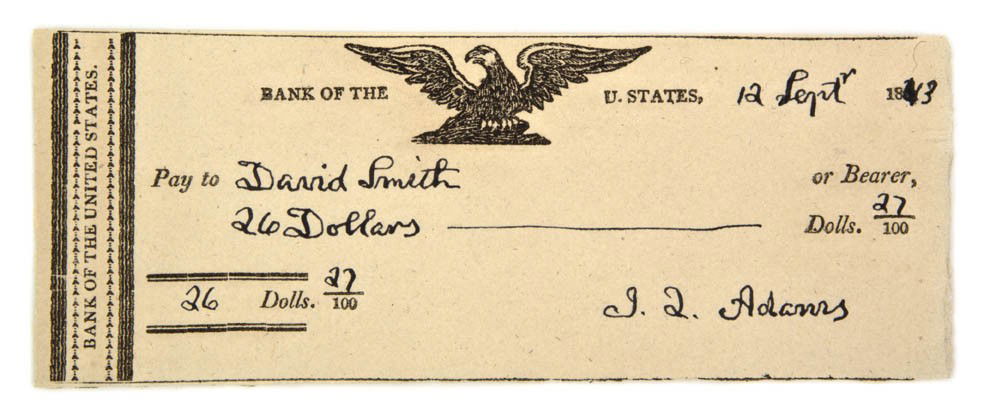 BANK OF THE UNITED STATES.
BANK OF THE U. STATES, 12 Septr 1843
Pay to David Smith or Bearer,
26 Dollars Dolls. 27/100
26 Dolls. 27/100
J. Q. Adams